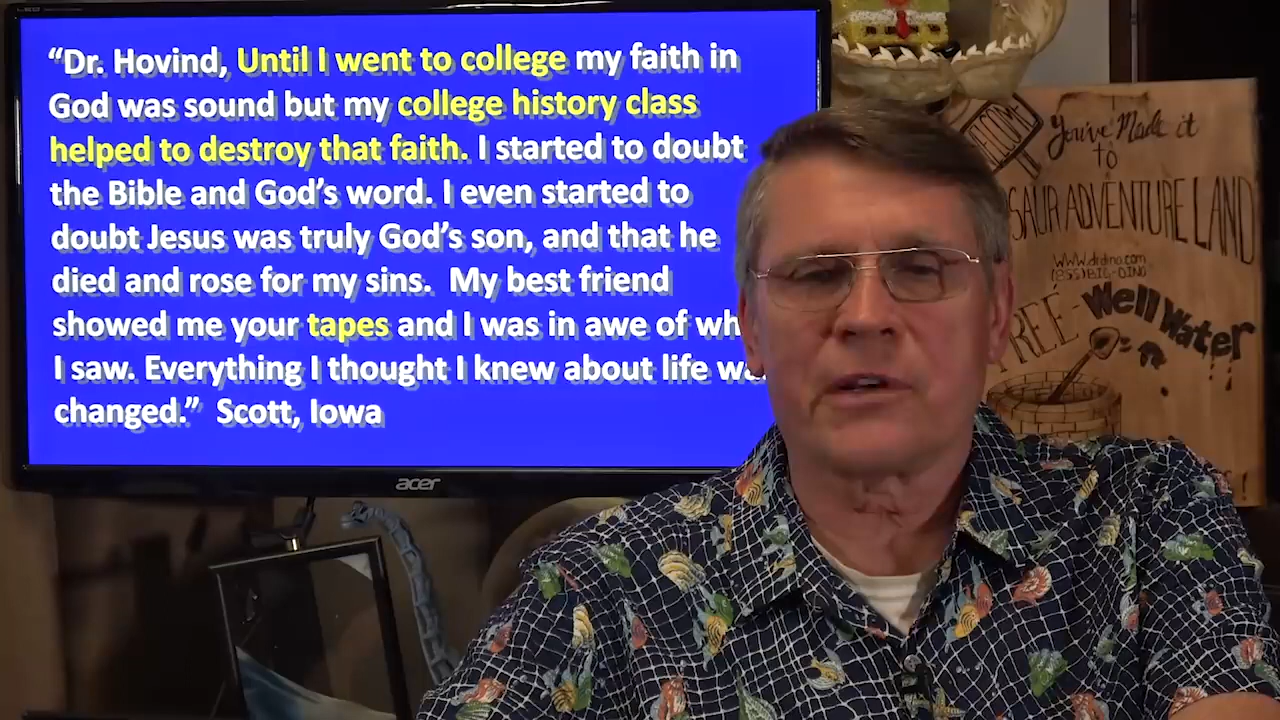 “Dr. Hovind, Until I went to college my faith in
God was sound but my college history class
helped to destroy that faith. I started to doubt
the Bible and God’s word. I even started to
doubt Jesus was truly God’s son, and that he
died and rose for my sins. My best friend
showed me your tapes and I was in awe of wh
I saw. Everything I thought I knew about life wa
changed.” Scott, Iowa
acer
WELCOME
You've Made it
TO
SAUR ADVENTURE LAND
WWW.drdino.com
(855)BIG-DINO
FREE - Well Water